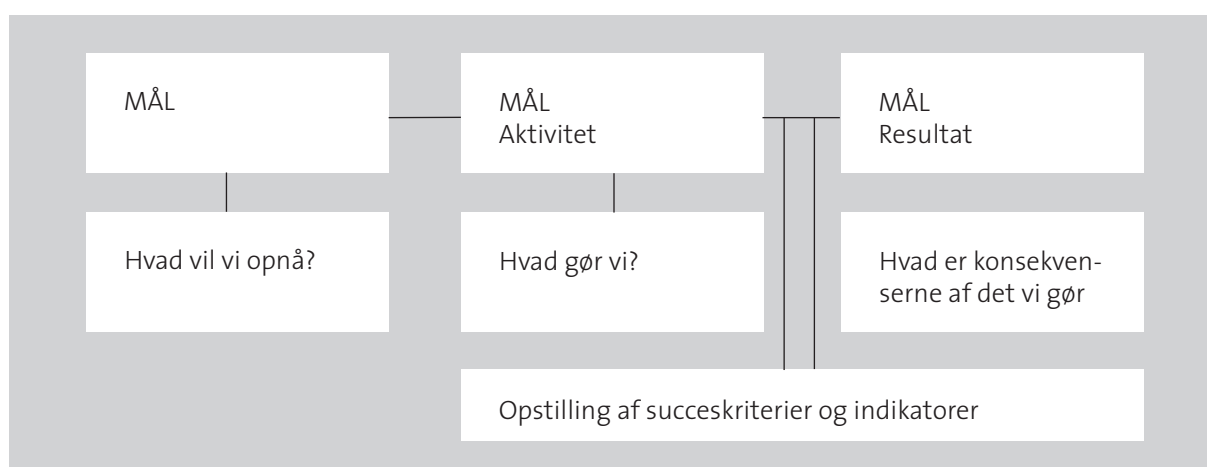 MÅL
MÅL
Aktivitet
MÅL
Resultat
Hvad vil vi opnå?
Hvad gør vi?
Hvad er konsekven-
serne af det vi gør
Opstilling af succeskriterier og indikatorer